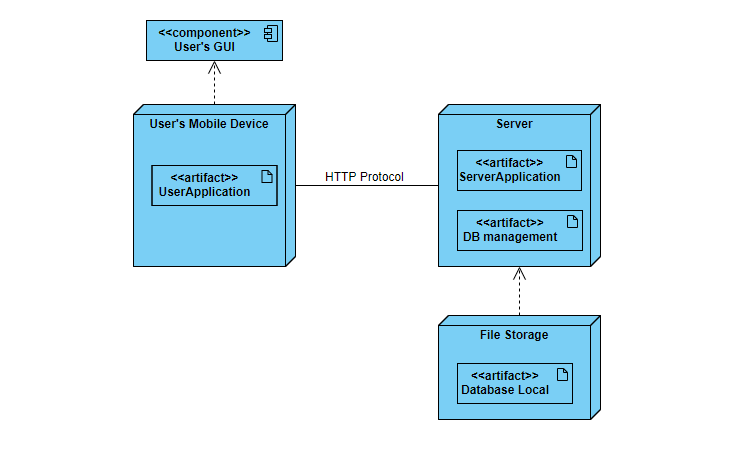 <<component>>
User's GUI
User's Mobile Device
<<artifact>>
UserApplication
HTTP Protocol
Server
<<artifact>>
ServerApplication
<<artifact>>
DB management
File Storage
<<artifact>>
Database Local